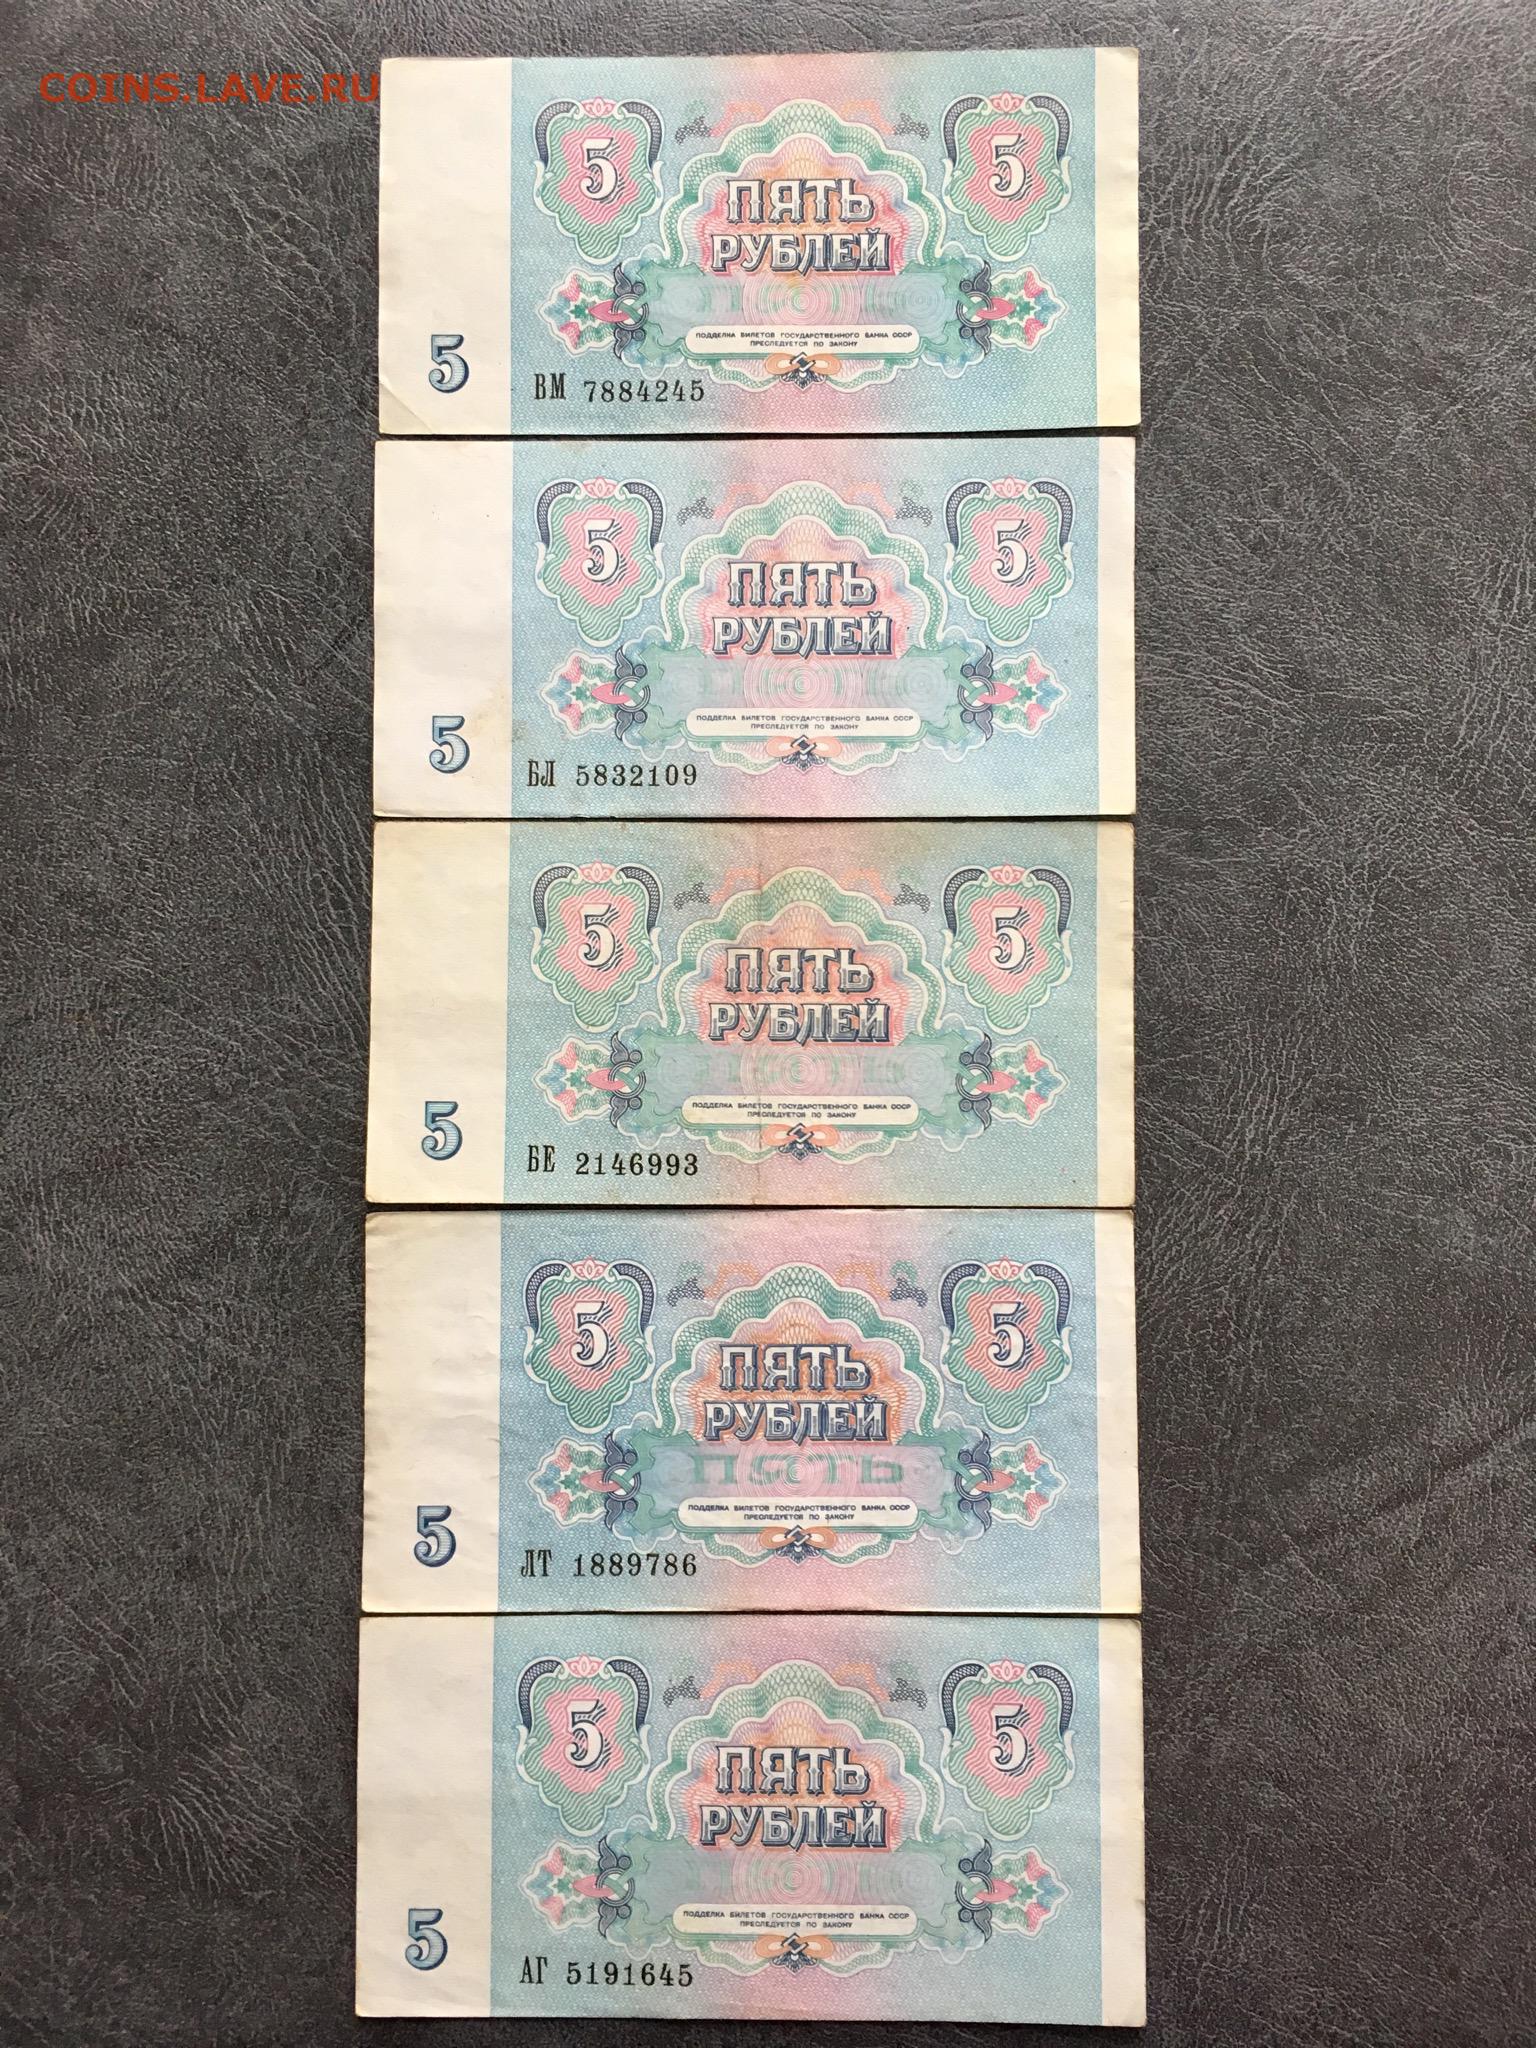 COINS.LAVE.RU
5 5
ПЯТЬ
РУБЛЕЙ
ПОДДЕЛКА БИЛЕТОВ ГОСУДАРСТВЕННОГО БАНКА СССР
ПРЕСЛЕДУЕТСЯ ПО ЗАКОНУ
5
ВМ 7884245
5 5
ПЯТЬ
РУБЛЕЙ
ПОДДЕЛКА БИЛЕТОВ ГОСУДАРСТВЕННОГО БАНКА СССР
ПРЕСЛЕДУЕТСЯ ПО ЗАКОНУ
5
БЛ 5832109
5 5
ПЯТЬ
РУБЛЕЙ
ПОДДЕЛКА БИЛЕТОВ ГОСУДАРСТВЕННОГО БАНКА СССР
ПРЕСЛЕДУЕТСЯ ПО ЗАКОНУ
5
БЕ 2146993
5 5
ПЯТЬ
РУБЛЕЙ
ПЯТЬ
ПОДДЕЛКА БИЛЕТОВ ГОСУДАРСТВЕННОГО БАНКА СССР
ПРЕСЛЕДУЕТСЯ ПО ЗАКОНУ
5
ЛТ 1889786
5 5
ПЯТЬ
РУБЛЕЙ
ПОДДЕЛКА БИЛЕТОВ ГОСУДАРСТВЕННОГО БАНКА СССР
ПРЕСЛЕДУЕТСЯ ПО ЗАКОНУ
5
АГ 5191645